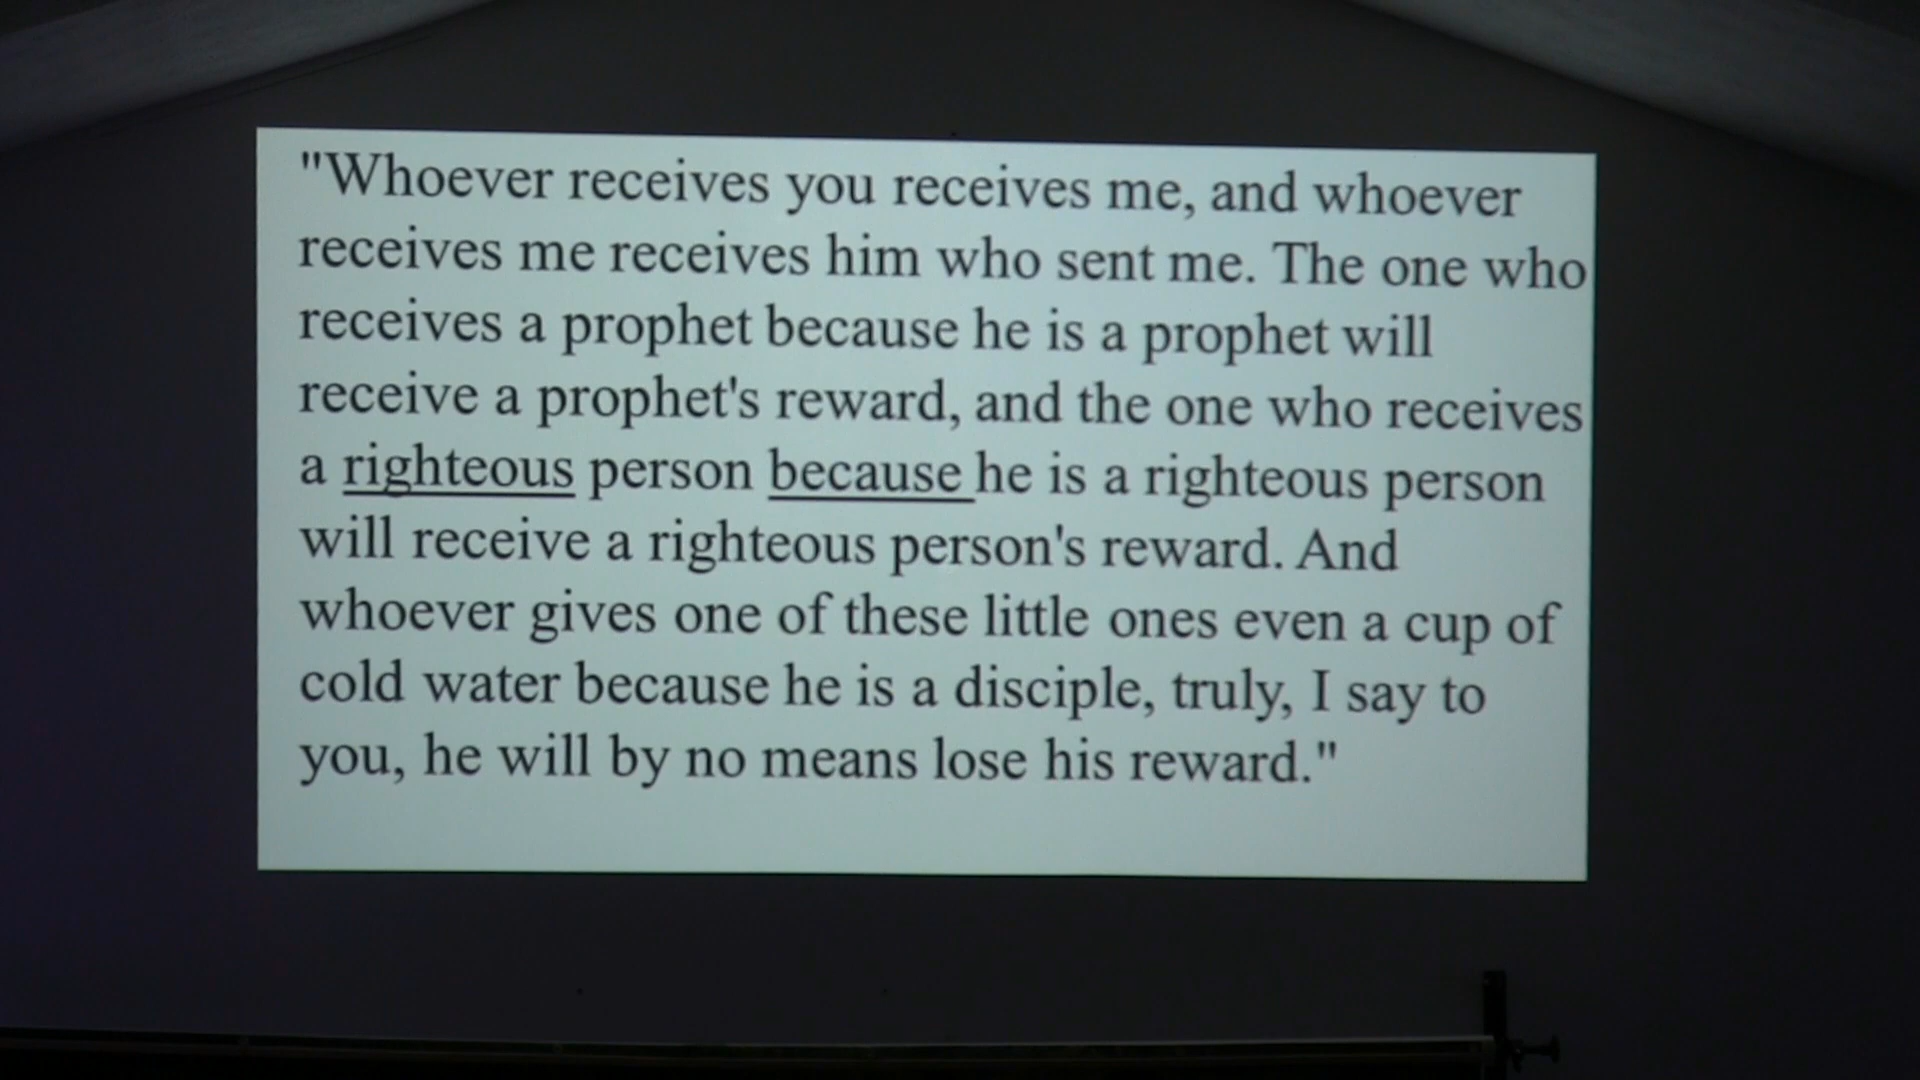 "Whoever receives you receives me, and whoever
receives me receives him who sent me. The one who
receives a prophet because he is a prophet will
receive a prophet's reward, and the one who receives
a righteous person because he is a righteous person
will receive a righteous person's reward. And
whoever gives one of these little ones even a cup of
cold water because he is a disciple, truly, I say to
you, he will by no means lose his reward."